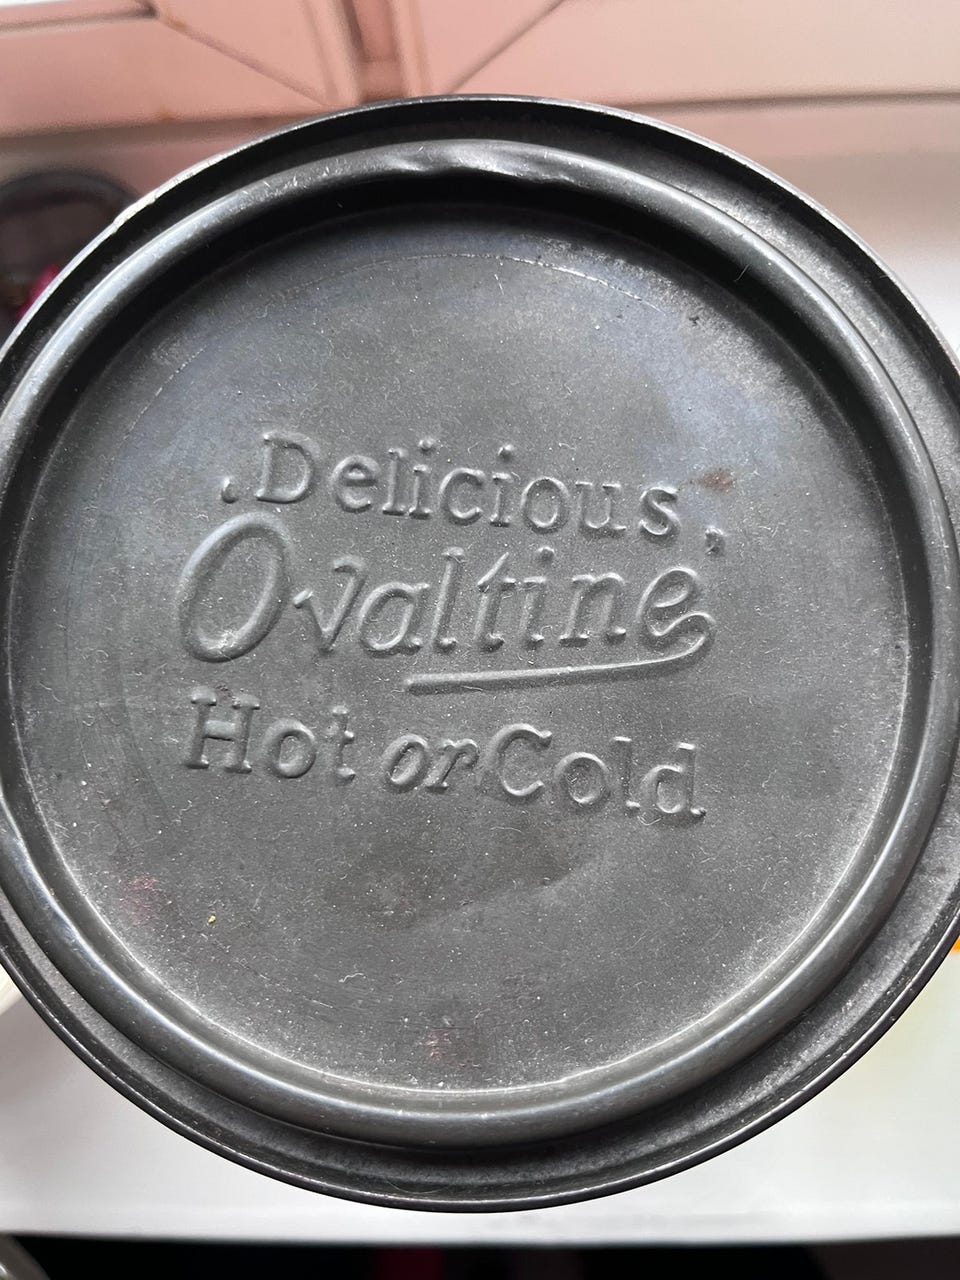 . Delicious .
Ovaltine
Hot or Cold